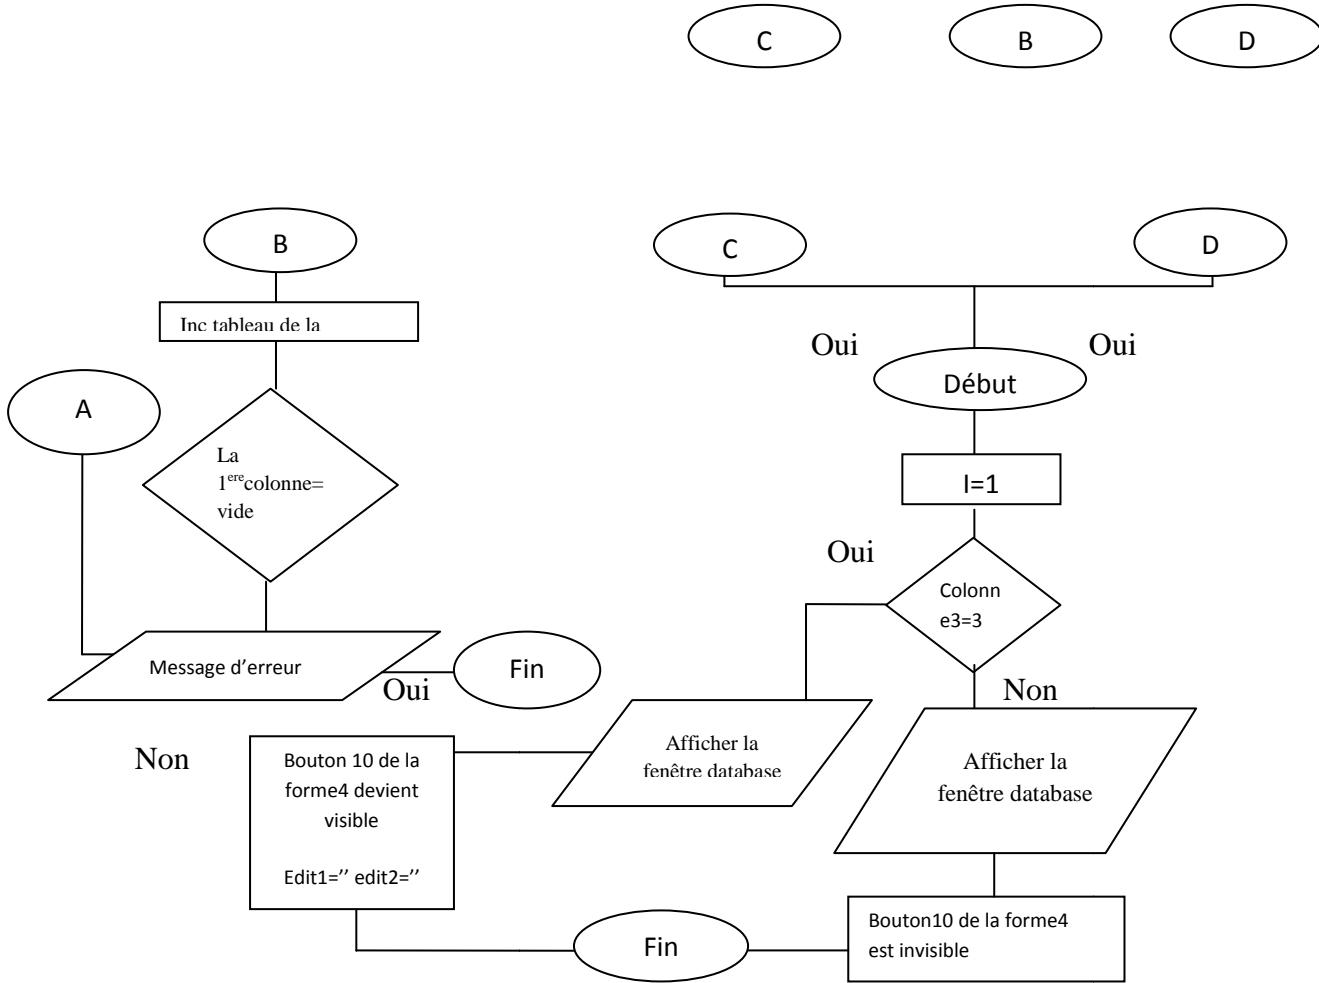 C
B
D
B
C
D
Inc tableau de la
Oui
Oui
Début
A
La
1ere colonne=
vide
I=1
Oui
Colonn
e3=3
Message d’erreur
Fin
Oui
Non
Non
Afficher la
fenêtre database
Afficher la
fenêtre database
Bouton 10 de la
forme4 devient
visible
Edit1=’’ edit2=’’
Bouton10 de la forme4
est invisible
Fin